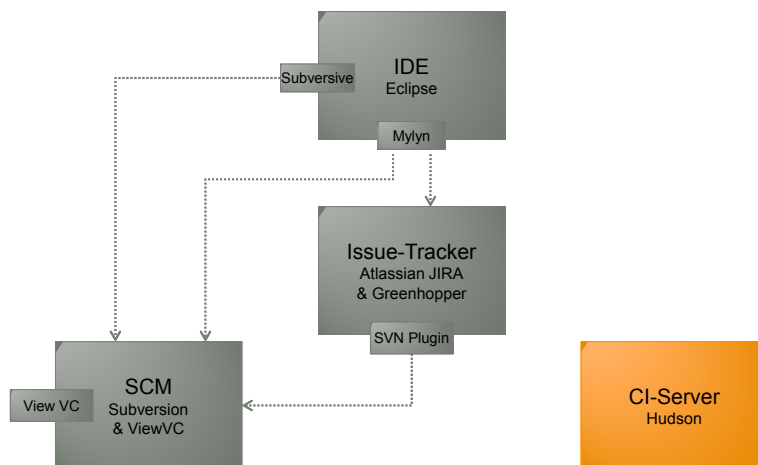 IDE
Eclipse
Subversive
Mylyn
Issue-Tracker
Atlassian JIRA
& Greenhopper
SVN Plugin
SCM
Subversion
& ViewVC
View VC
CI-Server
Hudson